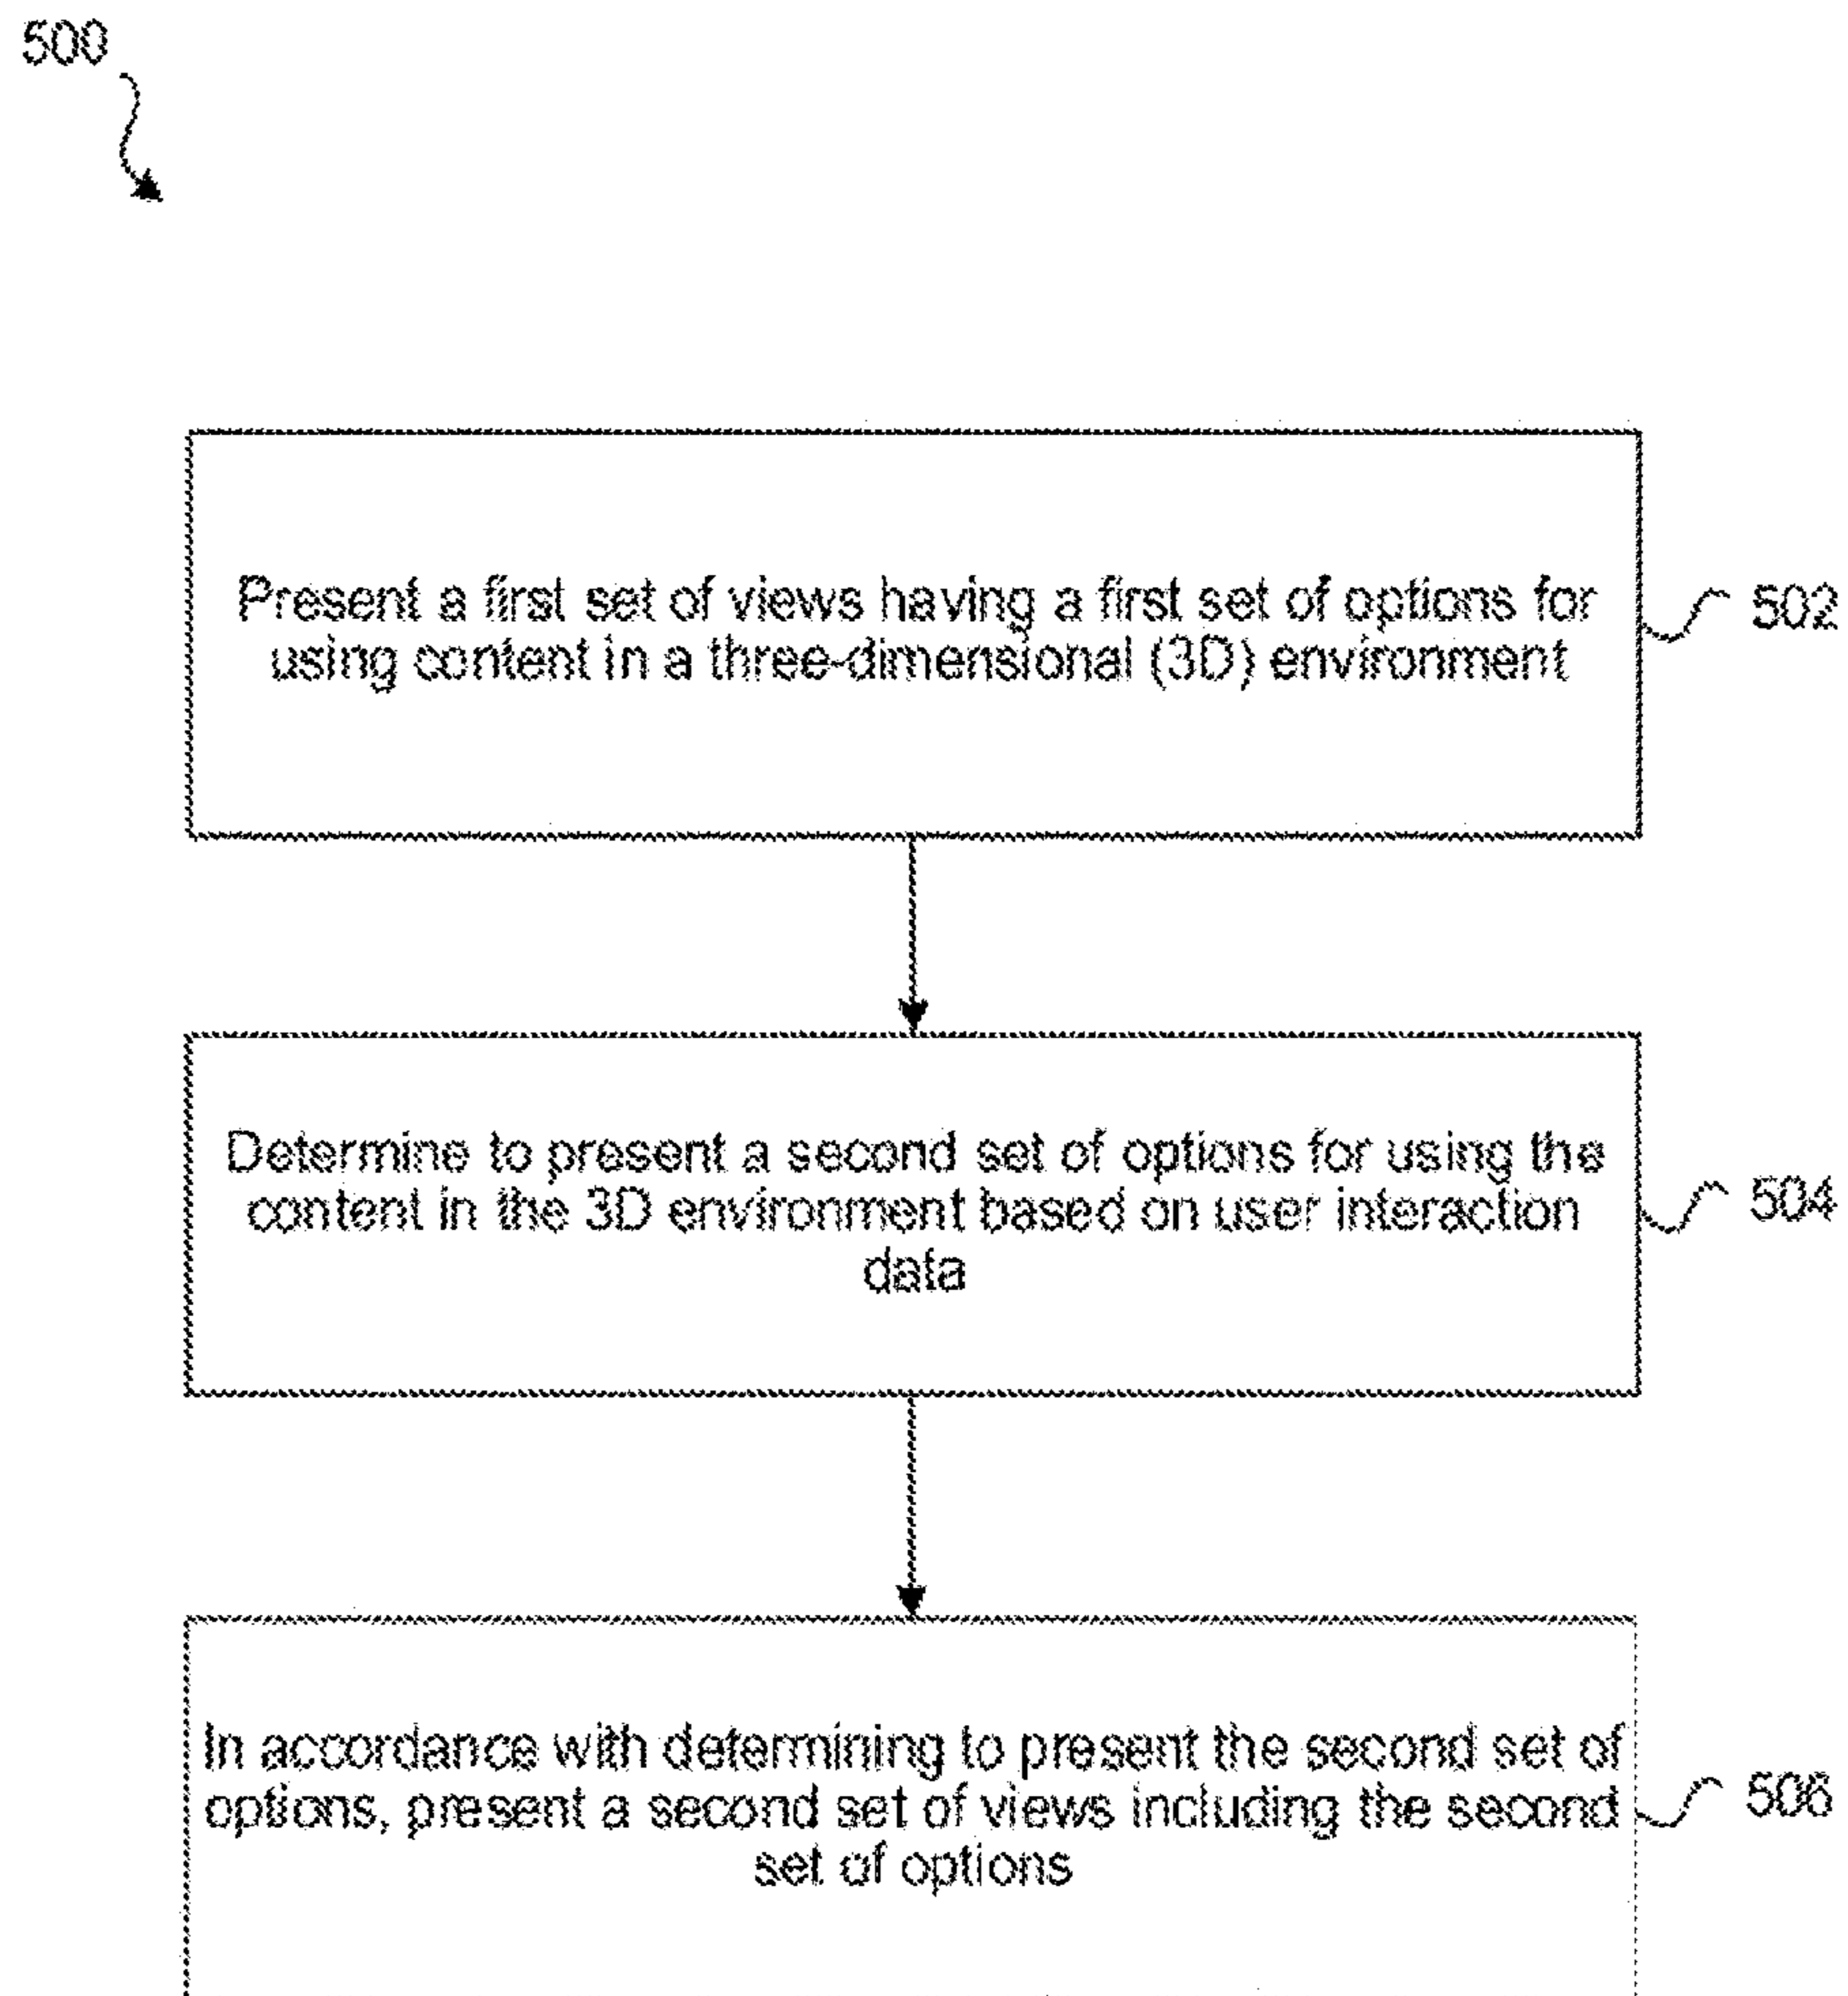 500
Present a first set of views having a first set of options for
using content in a three-dimensional (3D) environment
502
Determine to present a second set of options for using the
content in the 3D environment based on user interaction
data
504
In accordance with determining to present the second set of
options, present a second set of views including the second
set of options
506